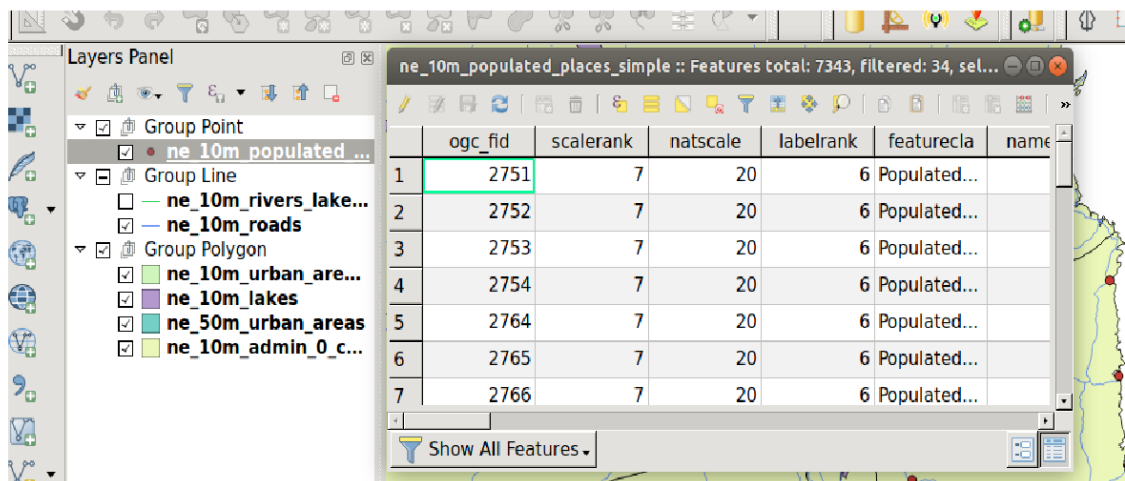 Layers Panel
Group Point
ne_10m_populated_...
Group Line
ne_10m_rivers_lake...
ne_10m_roads
Group Polygon
ne_10m_urban_are...
ne_10m_lakes
ne_50m_urban_areas
ne_10m_admin_0_c...
ne_10m_populated_places_simple :: Features total: 7343, filtered: 34, sel...
ogc_fid scalerank natscale labelrank featurecla name
1 2751 7 20 6 Populated...
2 2752 7 20 6 Populated...
3 2753 7 20 6 Populated...
4 2754 7 20 6 Populated...
5 2764 7 20 6 Populated...
6 2765 7 20 6 Populated...
7 2766 7 20 6 Populated...
Show All Features